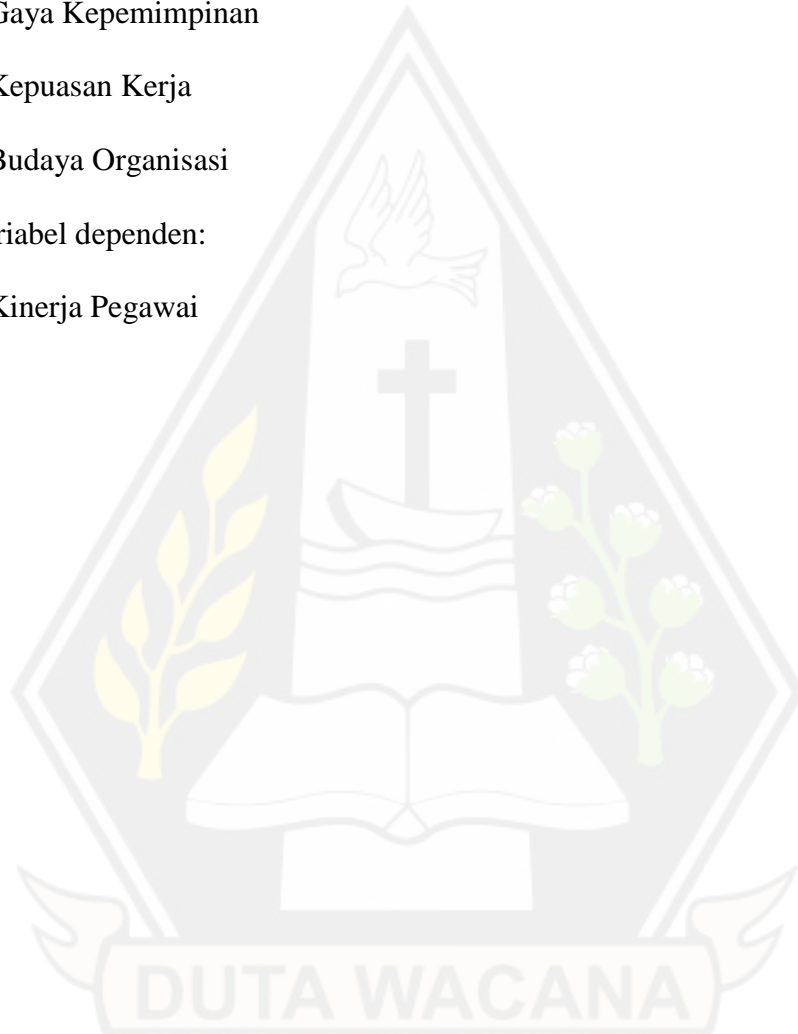 Gaya Kepemimpinan
Kepuasan Kerja
Budaya Organisasi
riabel dependen:
Kinerja Pegawai
DUTA WACANA